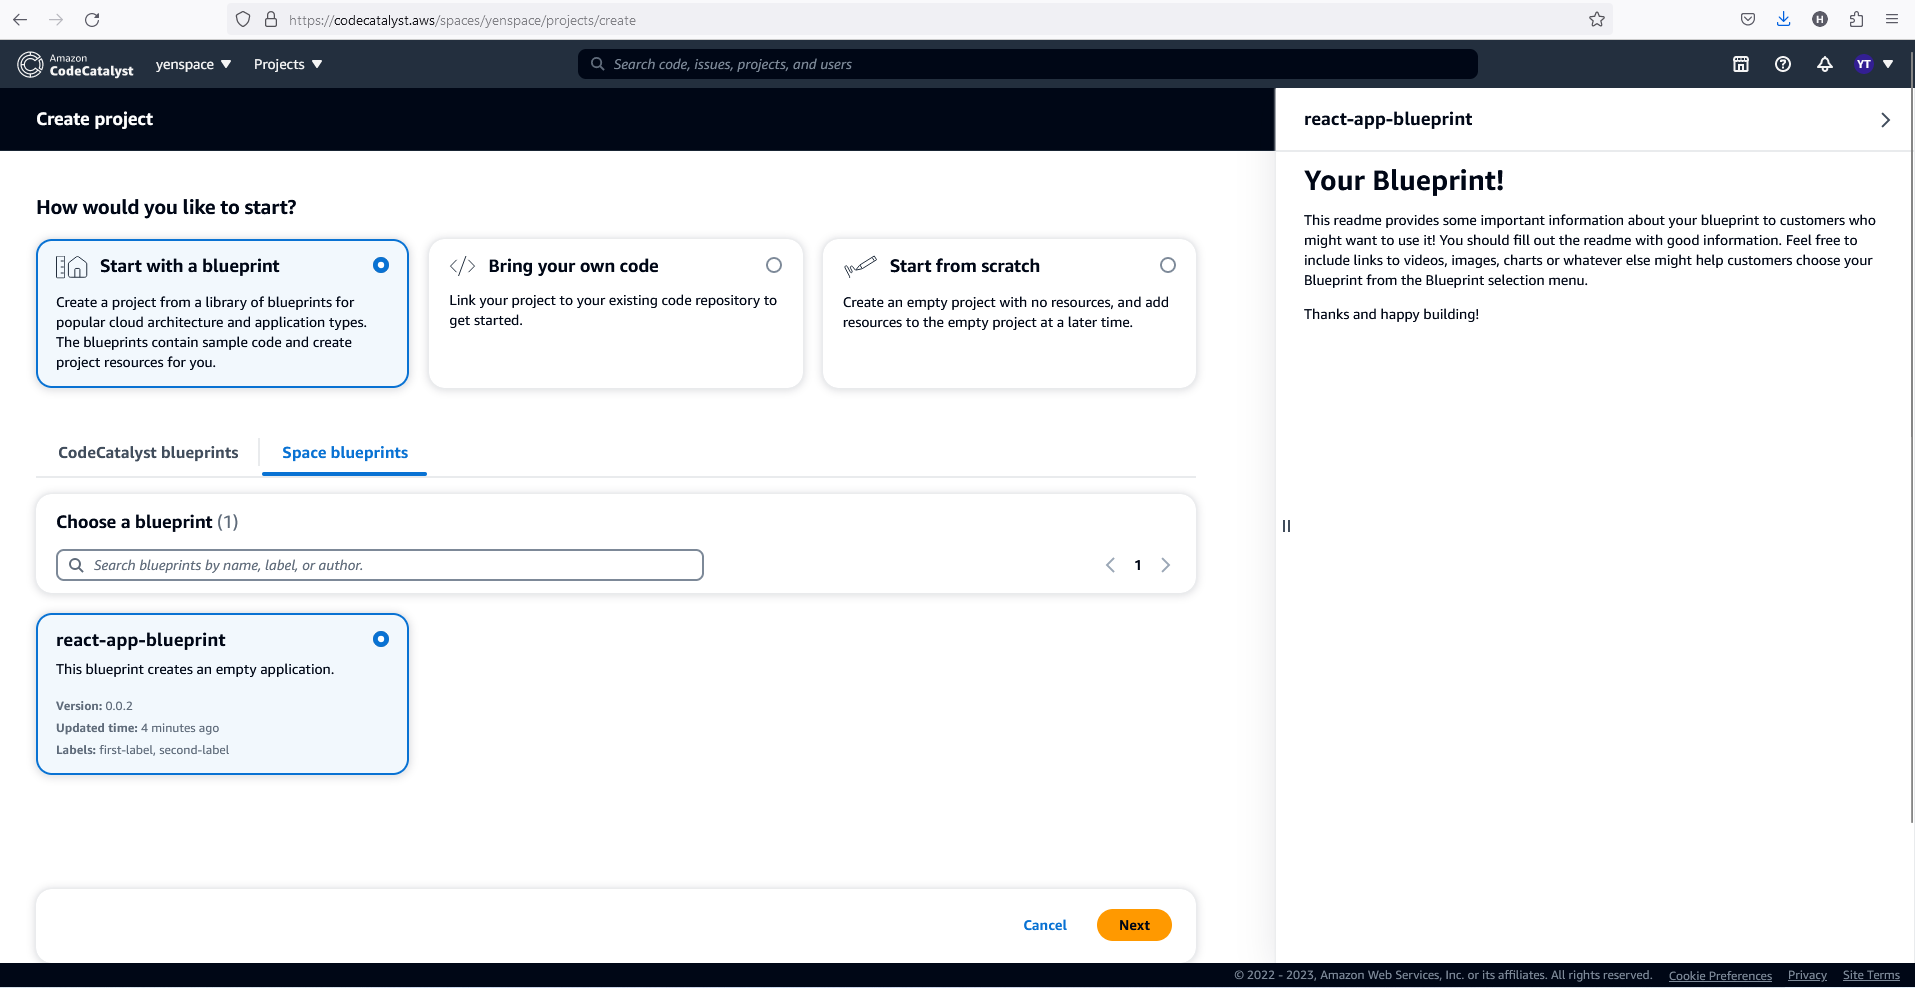 https://codecatalyst.aws/spaces/yenspace/projects/create
H
Amazon
CodeCatalyst
yenspace
Projects
Search code, issues, projects, and users
YT
Create project
How would you like to start?
Start with a blueprint
Create a project from a library of blueprints for
popular cloud architecture and application types.
The blueprints contain sample code and create
project resources for you.
Bring your own code
Link your project to your existing code repository to
get started.
Start from scratch
Create an empty project with no resources, and add
resources to the empty project at a later time.
CodeCatalyst blueprints
Space blueprints
Choose a blueprint (1)
Search blueprints by name, label, or author.
1
react-app-blueprint
This blueprint creates an empty application.
Version: 0.0.2
Updated time: 4 minutes ago
Labels: first-label, second-label
Cancel
Next
react-app-blueprint
Your Blueprint!
This readme provides some important information about your blueprint to customers who
might want to use it! You should fill out the readme with good information. Feel free to
include links to videos, images, charts or whatever else might help customers choose your
Blueprint from the Blueprint selection menu.
Thanks and happy building!
© 2022 - 2023, Amazon Web Services, Inc. or its affiliates. All rights reserved.
Cookie Preferences
Privacy
Site Terms